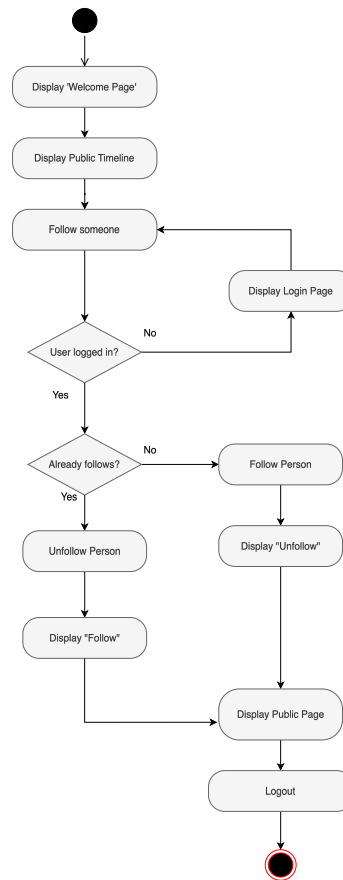 Display 'Welcome Page'
Display Public Timeline
Follow someone
Display Login Page
No
User logged in?
Yes
No
Already follows?
Follow Person
Yes
Unfollow Person
Display "Unfollow"
Display "Follow"
Display Public Page
Logout